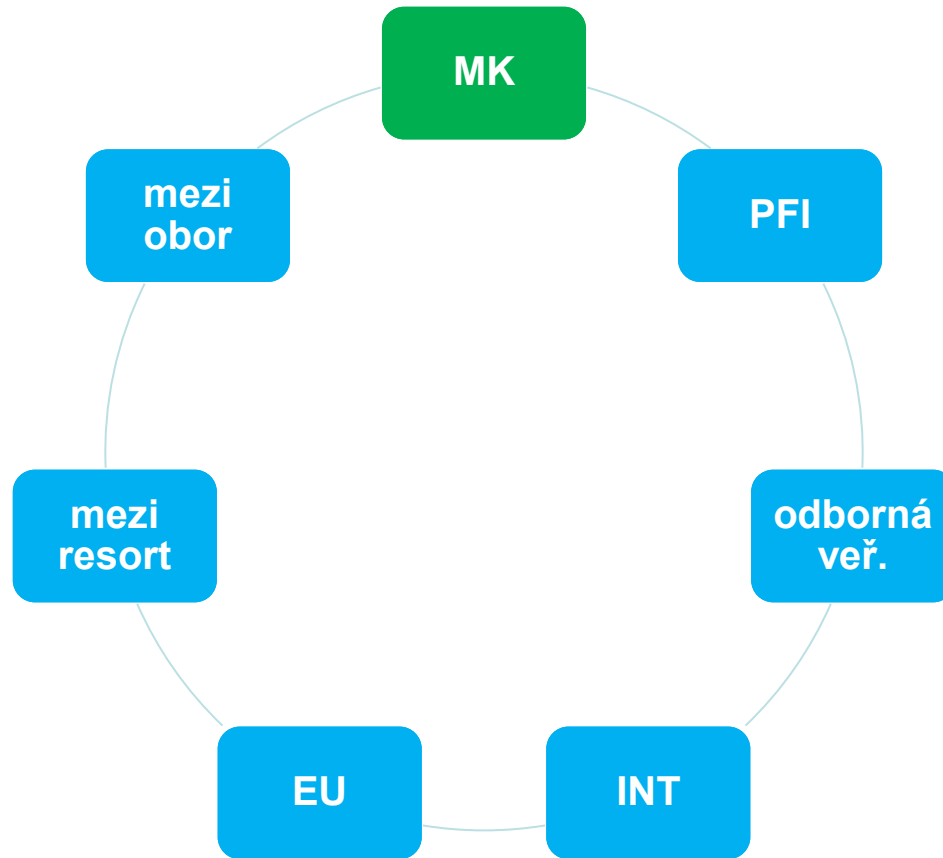 MK
mezi
obor
PFI
mezi
resort
odborná
veř.
EU
INT